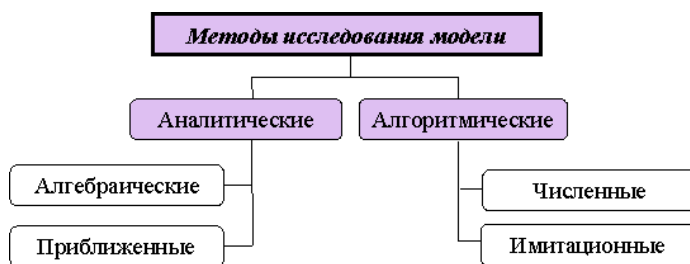 Методы исследования модели
Аналитические
Алгоритмические
Алгебраические
Численные
Приближенные
Имитационные